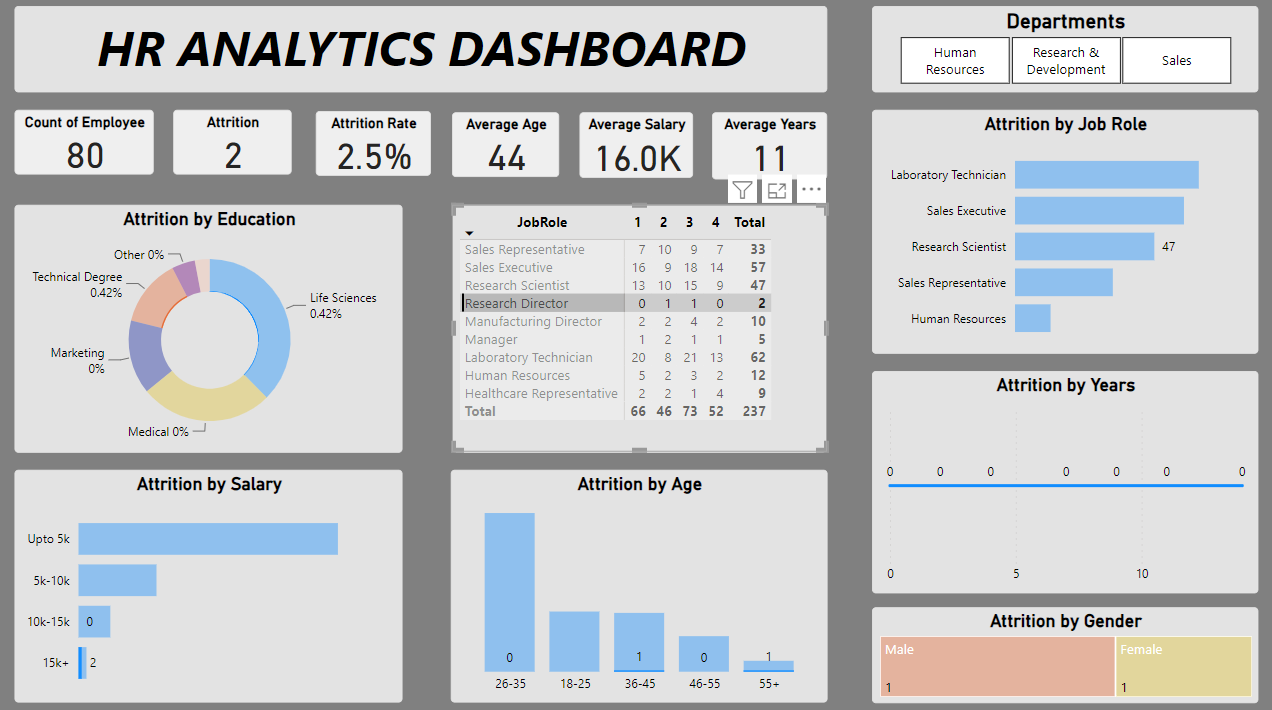 HR ANALYTICS DASHBOARD
Departments
Human Resources
Research & Development
Sales
Count of Employee
80
Attrition
2
Attrition Rate
2.5%
Average Age
44
Average Salary
16.0K
Average Years
11
Attrition by Education
Other 0%
Technical Degree
0.42%
Life Sciences
0.42%
Marketing
0%
Medical 0%
JobRole 1 2 3 4 Total
Sales Representative 7 10 9 7 33
Sales Executive 16 9 18 14 57
Research Scientist 13 10 15 9 47
Research Director 0 1 1 0 2
Manufacturing Director 2 2 4 2 10
Manager 1 2 1 1 5
Laboratory Technician 20 8 21 13 62
Human Resources 5 2 3 2 12
Healthcare Representative 2 2 1 4 9
Total 66 46 73 52 237
Attrition by Job Role
Laboratory Technician
Sales Executive
Research Scientist 47
Sales Representative
Human Resources
Attrition by Years
0 0 0 0 0 0 0
0 5 10
Attrition by Salary
Upto 5k
5k-10k
10k-15k 0
15k+ 2
Attrition by Age
0 1 0 1
26-35 18-25 36-45 46-55 55+
Attrition by Gender
Male Female
1 1